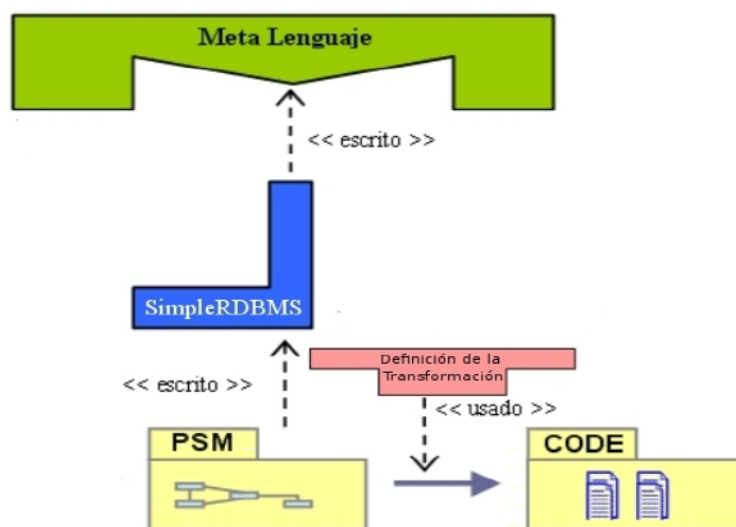 Meta Lenguaje
<< escrito >>
SimpleRDBMS
Definición de la
Transformación
<< escrito >>
<< usado >>
PSM
CODE